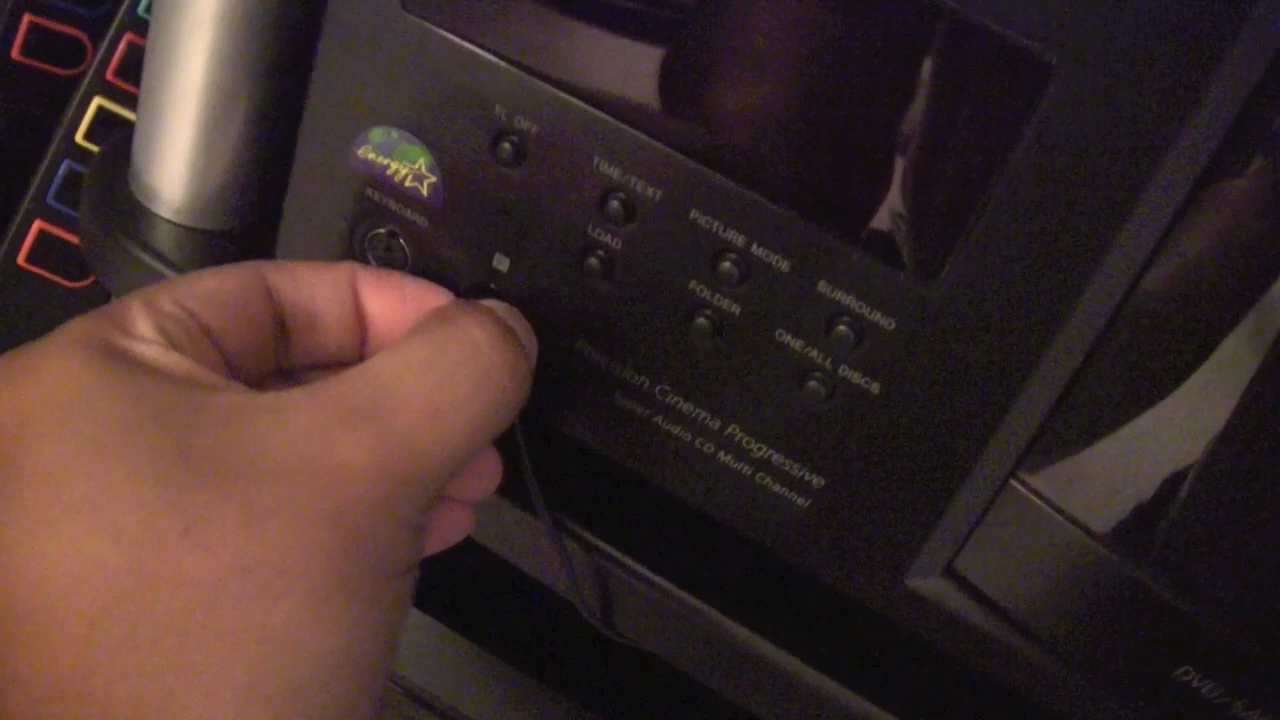 FL OFF
energy
KEYBOARD
TIME/TEXT
LOAD
PICTURE MODE
FOLDER
SURROUND
ONE/ALL DISCS
Precision Cinema Progressive
Super Audio CD Multi Channel